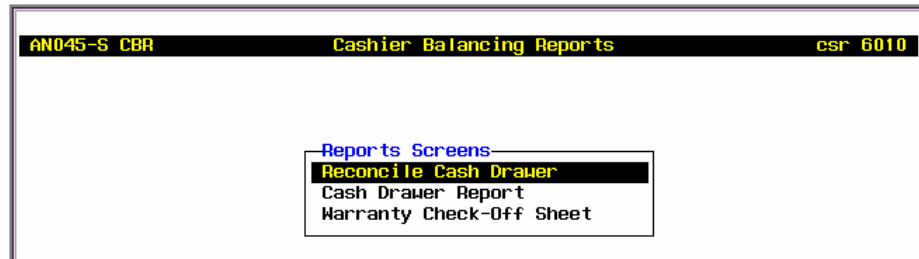 AN045-S CBR Cashier Balancing Reports csr 6010
Reports Screens
Reconcile Cash Drawer
Cash Drawer Report
Warranty Check-Off Sheet